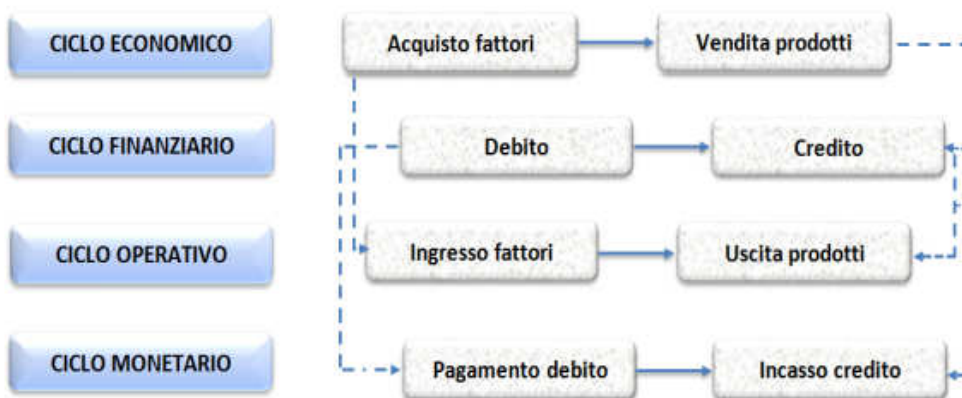 CICLO ECONOMICO
Acquisto fattori
Vendita prodotti
CICLO FINANZIARIO
Debito
Credito
CICLO OPERATIVO
Ingresso fattori
Uscita prodotti
CICLO MONETARIO
Pagamento debito
Incasso credito